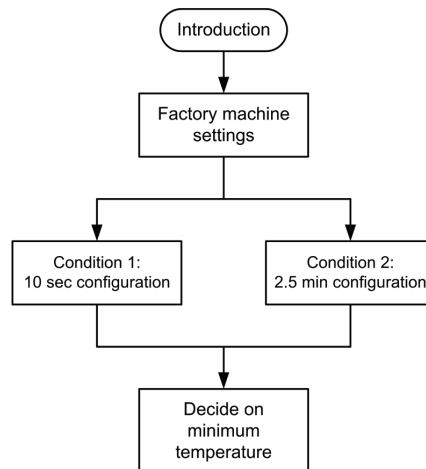 Introduction
Factory machine
settings
Condition 1:
10 sec configuration
Condition 2:
2.5 min configuration
Decide on
minimum
temperature